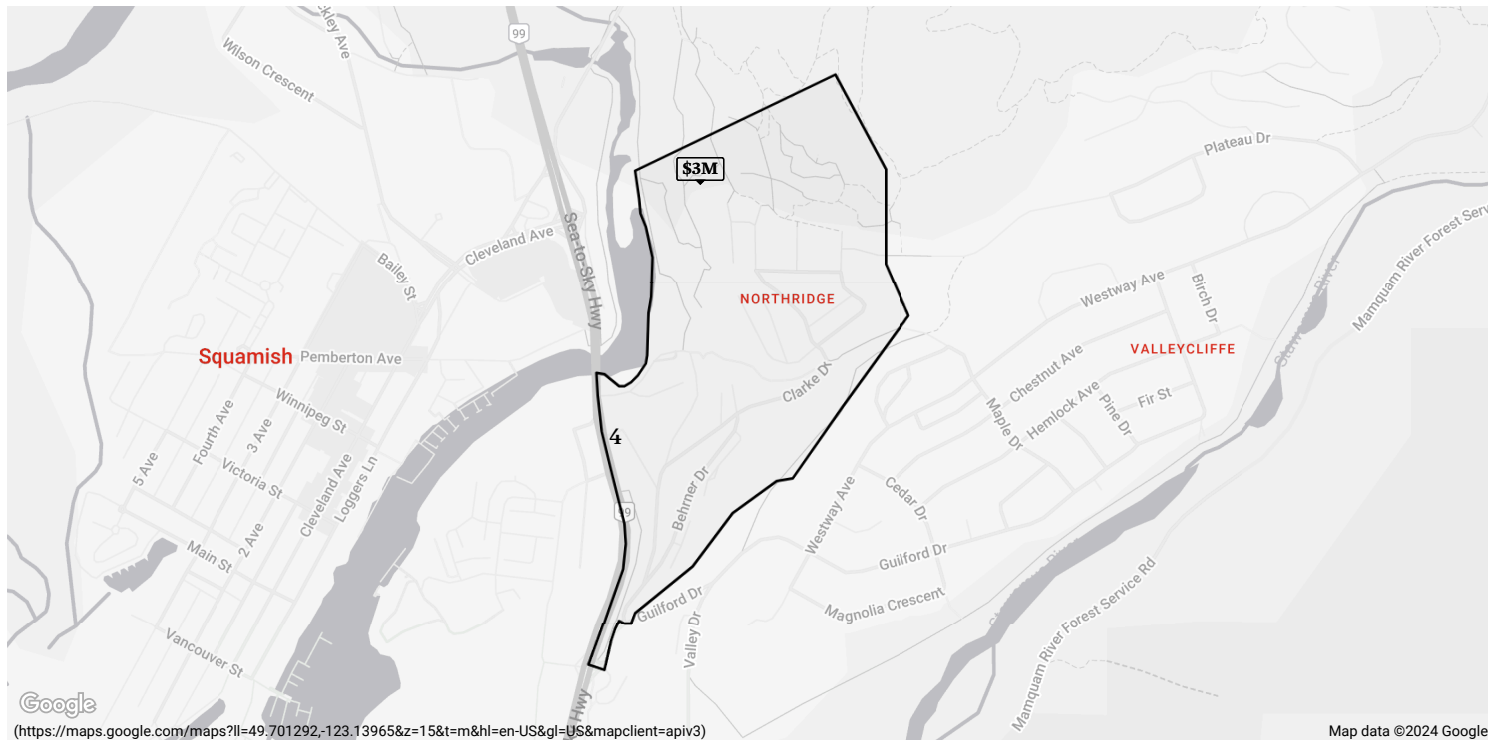 99
Wilson Crescent
ckley Ave
Plateau Dr
Mamquam River Forest Serv
$3M
Sea-to-Sky Hwy
Cleveland Ave
Bailey St
Westway Ave
Birch Dr
Stawamus River
NORTHRIDGE
Squamish
Pemberton Ave
VALLEYCLIFFE
Clarke Dr
Chestnut Ave
Hemlock Ave
Fir St
Pine Dr
Maple Dr
Winnipeg St
Fourth Ave
3 Ave
4
5 Ave
Victoria St
Cleveland Ave
Loggers Ln
Behrner Dr
99
Westway Ave
Cedar Dr
2 Ave
Main St
Guilford Dr
Guilford Dr
Magnolia Crescent
Mamquam River Forest Service Rd
Vancouver St
Valley Dr
Hwy
Google
(https://maps.google.com/maps?ll=49.701292,-123.13965&z=15&t=m&hl=en-US&gl=US&mapclient=apiv3)
Map data ©2024 Google